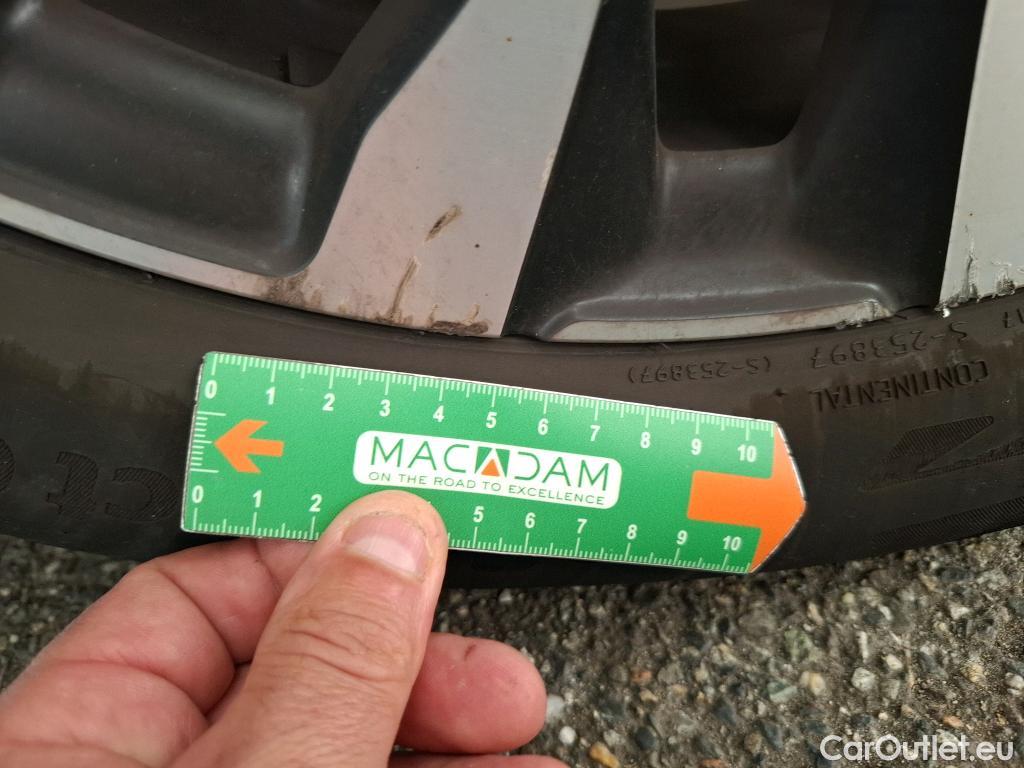 17
(S-253897) S-253897
CONTINENTAL
0 1 2 3 4 5 6 7 8 9 10
MACADAM
ON THE ROAD TO EXCELLENCE
0 1 2 5 6 7 8 9 10
CarOutlet.eu